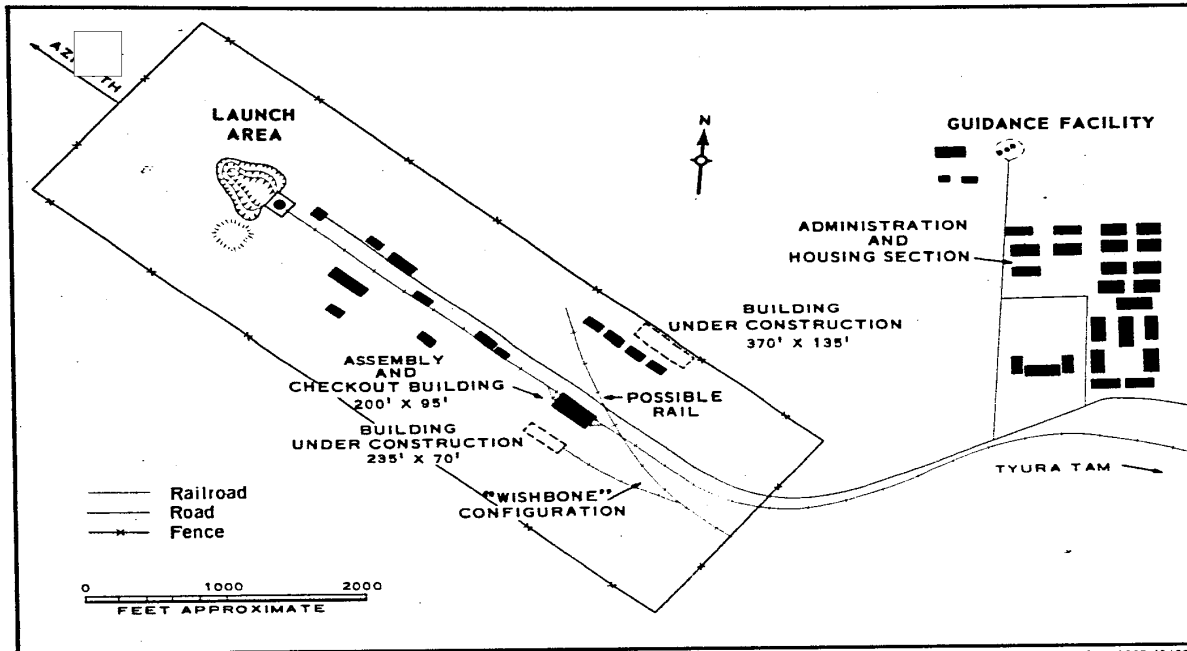 LAUNCH
AREA
N
GUIDANCE FACILITY
ADMINISTRATION
AND
HOUSING SECTION
BUILDING
UNDER CONSTRUCTION
370' X 135'
ASSEMBLY
AND
CHECKOUT BUILDING
200' X 95'
POSSIBLE
RAIL
BUILDING
UNDER CONSTRUCTION
235' X 70'
"WISHBONE"
CONFIGURATION
TYURA TAM
Railroad
Road
Fence
0 1000 2000
FEET APPROXIMATE